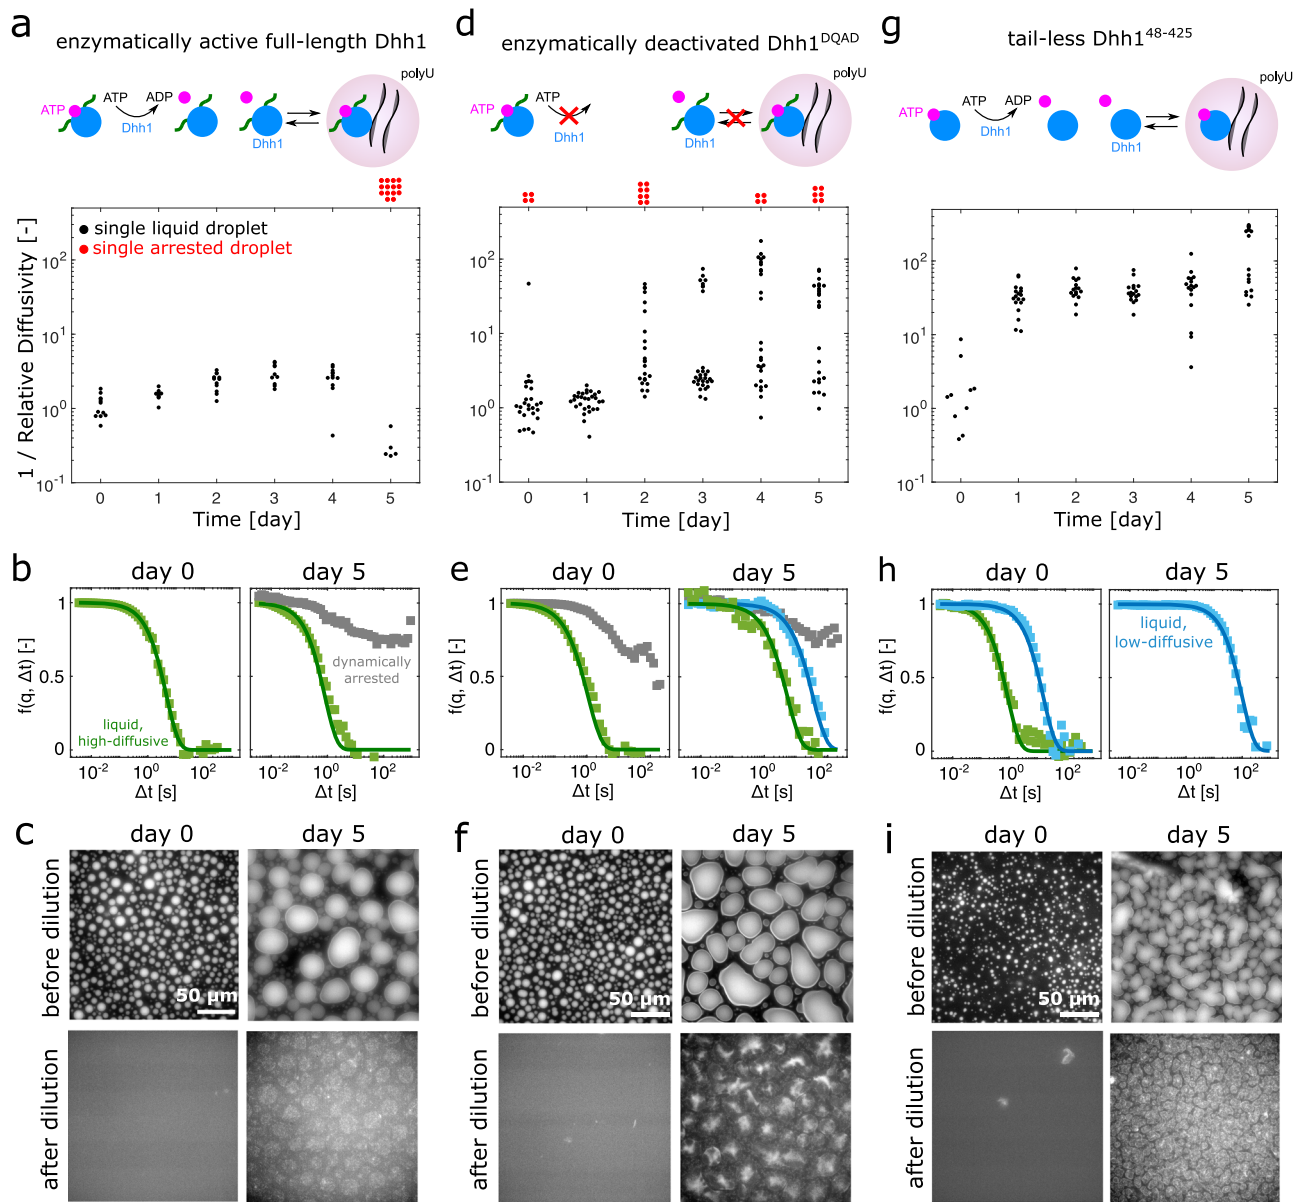 a
enzymatically active full-length Dhh1
polyU
ATP
ATP
ADP
Dhh1
Dhh1
1 / Relative Diffusivity [-]
10²
10¹
10⁰
10⁻¹
single liquid droplet
single arrested droplet
0 1 2 3 4 5
Time [day]
d
enzymatically deactivated Dhh1ᴰQᴬᴰ
polyU
ATP
ATP
Dhh1
Dhh1
10²
10¹
10⁰
10⁻¹
0 1 2 3 4 5
Time [day]
g
tail-less Dhh1⁴⁸⁻⁴²⁵
polyU
ATP
ATP
ADP
Dhh1
Dhh1
10²
10¹
10⁰
10⁻¹
0 1 2 3 4 5
Time [day]
b
day 0
day 5
f(q, Δt) [-]
1
0.5
0
liquid,
high-diffusive
dynamically
arrested
10⁻² 10⁰ 10²
10⁻² 10⁰ 10²
Δt [s]
Δt [s]
e
day 0
day 5
f(q, Δt) [-]
1
0.5
0
10⁻² 10⁰ 10²
10⁻² 10⁰ 10²
Δt [s]
Δt [s]
h
day 0
day 5
f(q, Δt) [-]
1
0.5
0
liquid,
low-diffusive
10⁻² 10⁰ 10²
10⁻² 10⁰ 10²
Δt [s]
Δt [s]
c
day 0
day 5
before dilution
50 µm
after dilution
f
day 0
day 5
before dilution
50 µm
after dilution
i
day 0
day 5
before dilution
50 µm
after dilution